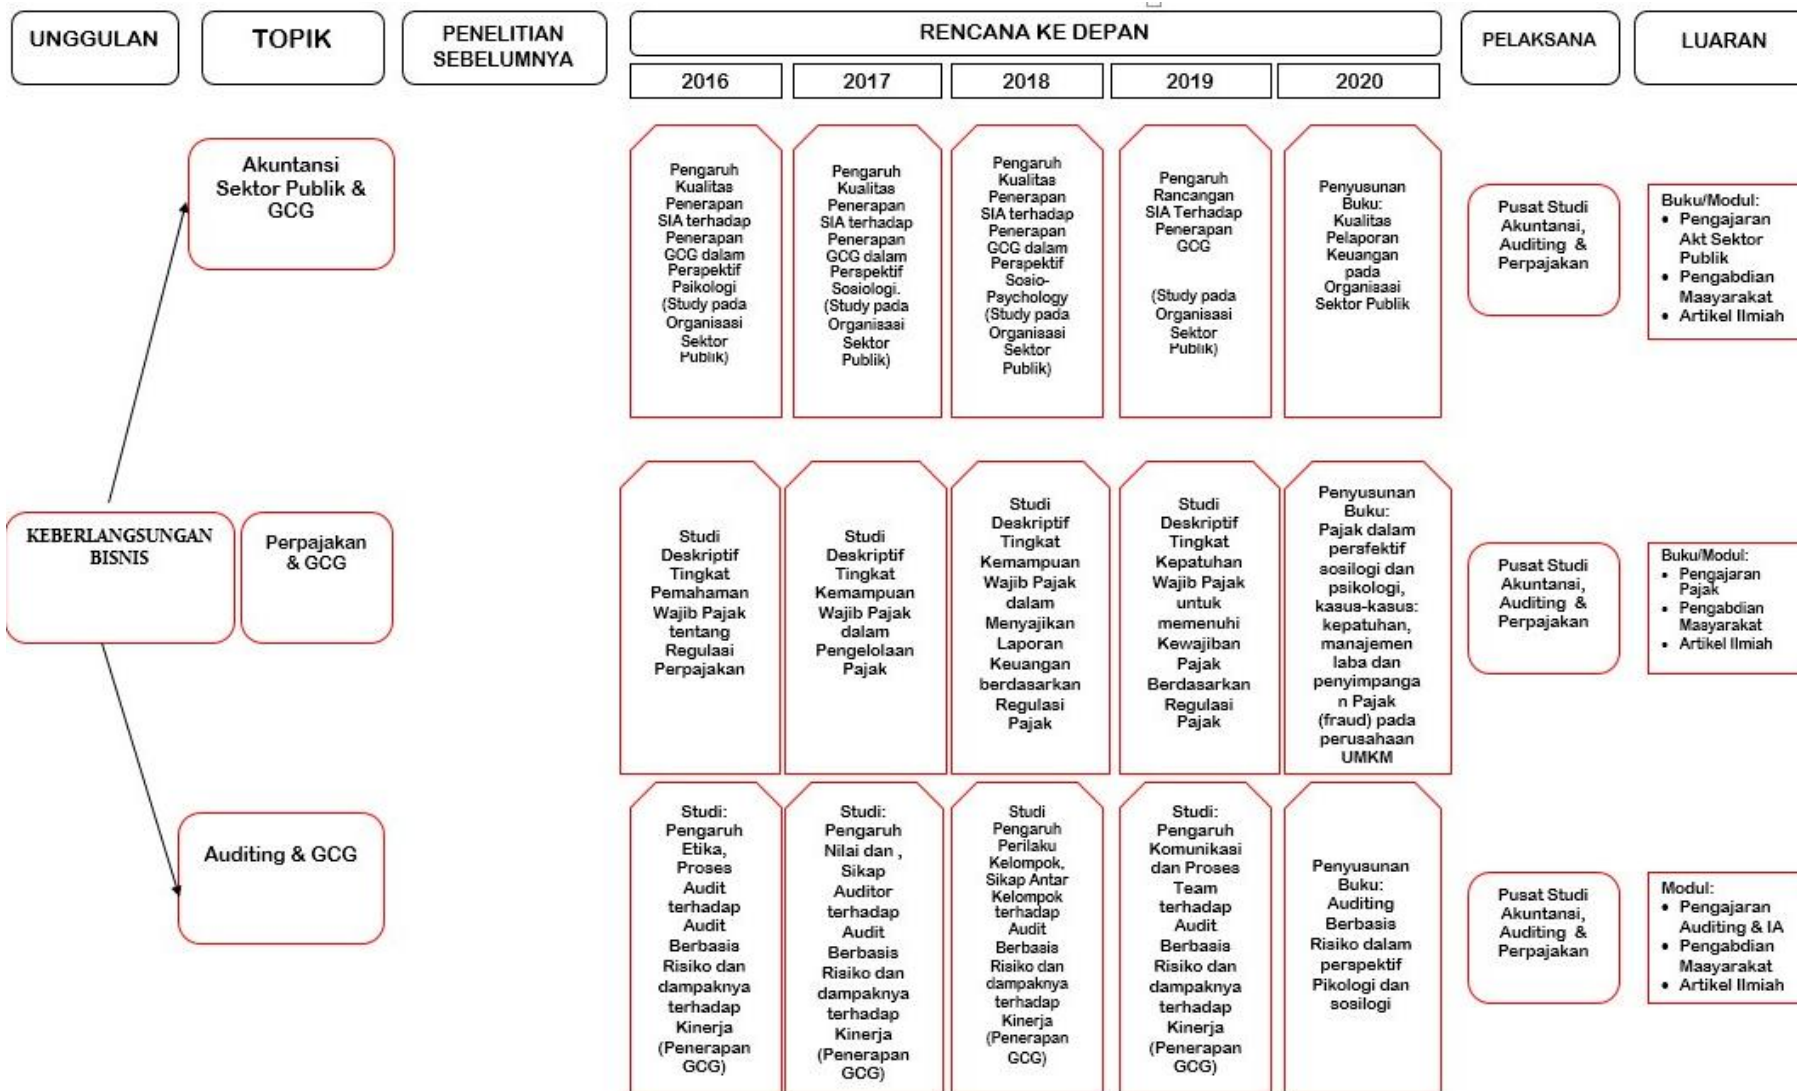 UNGGULAN
TOPIK
PENELITIAN
SEBELUMNYA
RENCANA KE DEPAN
PELAKSANA
LUARAN
2016
2017
2018
2019
2020
Akuntansi
Sektor Publik &
GCG
Pengaruh
Kualitas
Penerapan
SIA terhadap
Penerapan
GCG dalam
Perspektif
Psikologi
(Study pada
Organisasi
Sektor
Publik)
Pengaruh
Kualitas
Penerapan
SIA terhadap
Penerapan
GCG dalam
Perspektif
Sosiologi.
(Study pada
Organisasi
Sektor
Publik)
Pengaruh
Kualitas
Penerapan
SIA terhadap
Penerapan
GCG dalam
Perspektif
Sosio-
Psychology
(Study pada
Organisasi
Sektor
Publik)
Pengaruh
Rancangan
SIA Terhadap
Penerapan
GCG
(Study pada
Organisasi
Sektor
Publik)
Penyusunan
Buku:
Kualitas
Pelaporan
Keuangan
pada
Organisasi
Sektor Publik
Pusat Studi
Akuntansi,
Auditing &
Perpajakan
Buku/Modul:
• Pengajaran
Akt Sektor
Publik
• Pengabdian
Masyarakat
• Artikel Ilmiah
KEBERLANGSUNGAN
BISNIS
Perpajakan
& GCG
Studi
Deskriptif
Tingkat
Pemahaman
Wajib Pajak
tentang
Regulasi
Perpajakan
Studi
Deskriptif
Tingkat
Kemampuan
Wajib Pajak
dalam
Pengelolaan
Pajak
Studi
Deskriptif
Tingkat
Kemampuan
Wajib Pajak
dalam
Menyajikan
Laporan
Keuangan
berdasarkan
Regulasi
Pajak
Studi
Deskriptif
Tingkat
Kepatuhan
Wajib Pajak
untuk
memenuhi
Kewajiban
Pajak
Berdasarkan
Regulasi
Pajak
Penyusunan
Buku:
Pajak dalam
persfektif
sosilogi dan
psikologi,
kasus-kasus:
kepatuhan,
manajemen
laba dan
penyimpanga
n Pajak
(fraud) pada
perusahaan
UMKM
Pusat Studi
Akuntansi,
Auditing &
Perpajakan
Buku/Modul:
• Pengajaran
Pajak
• Pengabdian
Masyarakat
• Artikel Ilmiah
Auditing & GCG
Studi:
Pengaruh
Etika,
Proses
Audit
terhadap
Audit
Berbasis
Risiko dan
dampaknya
terhadap
Kinerja
(Penerapan
GCG)
Studi:
Pengaruh
Nilai dan ,
Sikap
Auditor
terhadap
Audit
Berbasis
Risiko dan
dampaknya
terhadap
Kinerja
(Penerapan
GCG)
Studi
Pengaruh
Perilaku
Kelompok,
Sikap Antar
Kelompok
terhadap
Audit
Berbasis
Risiko dan
dampaknya
terhadap
Kinerja
(Penerapan
GCG)
Studi:
Pengaruh
Komunikasi
dan Proses
Team
terhadap
Audit
Berbasis
Risiko dan
dampaknya
terhadap
Kinerja
(Penerapan
GCG)
Penyusunan
Buku:
Auditing
Berbasis
Risiko dalam
perspektif
Pikologi dan
sosilogi
Pusat Studi
Akuntansi,
Auditing &
Perpajakan
Modul:
• Pengajaran
Auditing & IA
• Pengabdian
Masyarakat
• Artikel Ilmiah